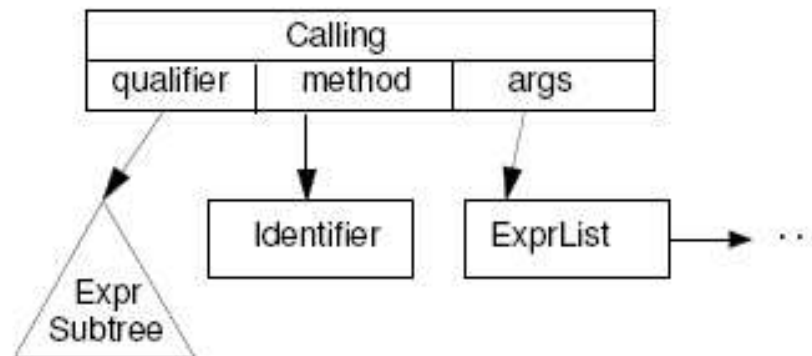 Calling
qualifier method args
Identifier ExprList ..
Expr
Subtree